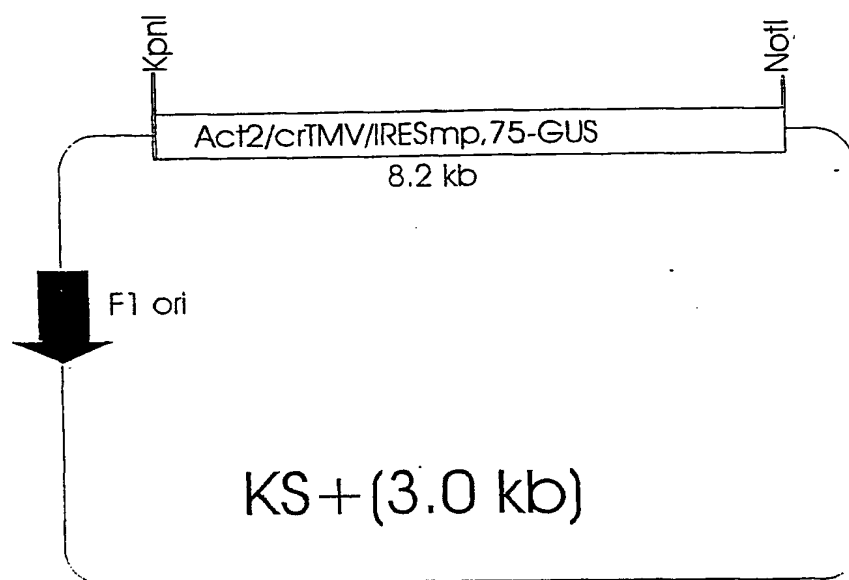 KpnI
NotI
Act2/crTMV/IRESmp,75-GUS
8.2 kb
F1 ori
KS+(3.0 kb)